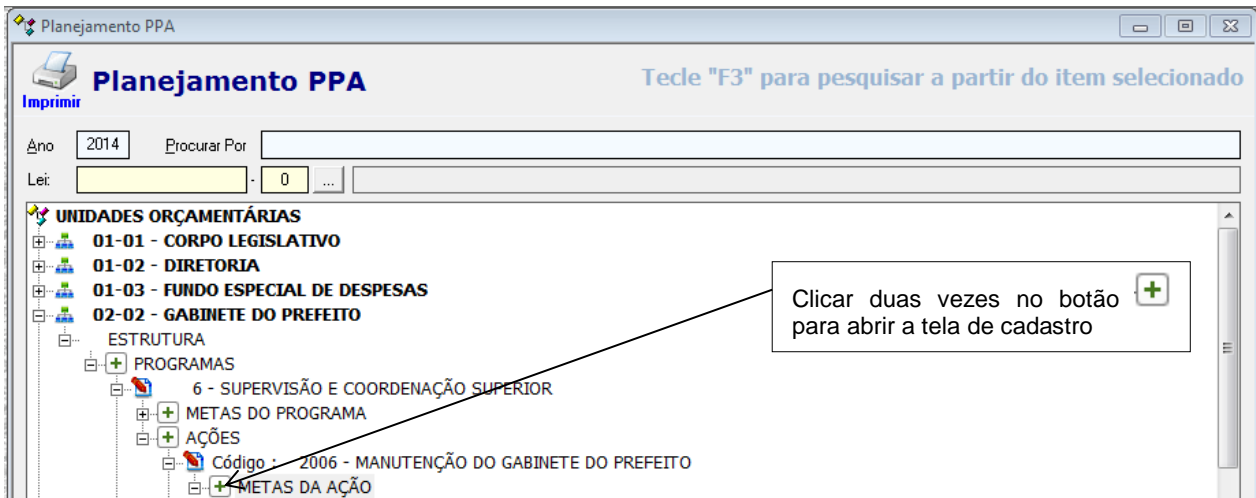 Planejamento PPA
Imprimir
Planejamento PPA
Tecle "F3" para pesquisar a partir do item selecionado
Ano 2014 Procurar Por
Lei: - 0 ...
UNIDADES ORÇAMENTÁRIAS
01-01 - CORPO LEGISLATIVO
01-02 - DIRETORIA
01-03 - FUNDO ESPECIAL DE DESPESAS
02-02 - GABINETE DO PREFEITO
ESTRUTURA
PROGRAMAS
6 - SUPERVISÃO E COORDENAÇÃO SUPERIOR
METAS DO PROGRAMA
AÇÕES
Código : 2006 - MANUTENÇÃO DO GABINETE DO PREFEITO
METAS DA AÇÃO
Clicar duas vezes no botão
para abrir a tela de cadastro